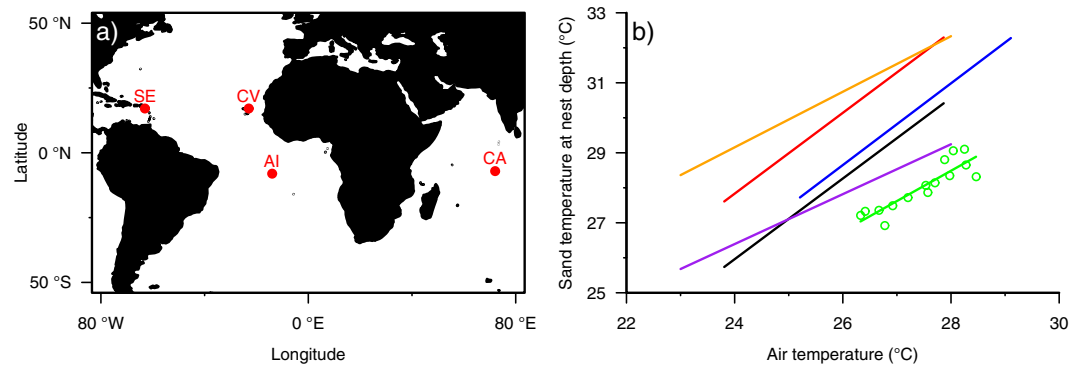 a)
50 °N
0 °N
50 °S
Latitude
SE
CV
AI
CA
80 °W
0 °E
80 °E
Longitude
b)
33
31
29
27
25
Sand temperature at nest depth (°C)
22
24
26
28
30
Air temperature (°C)